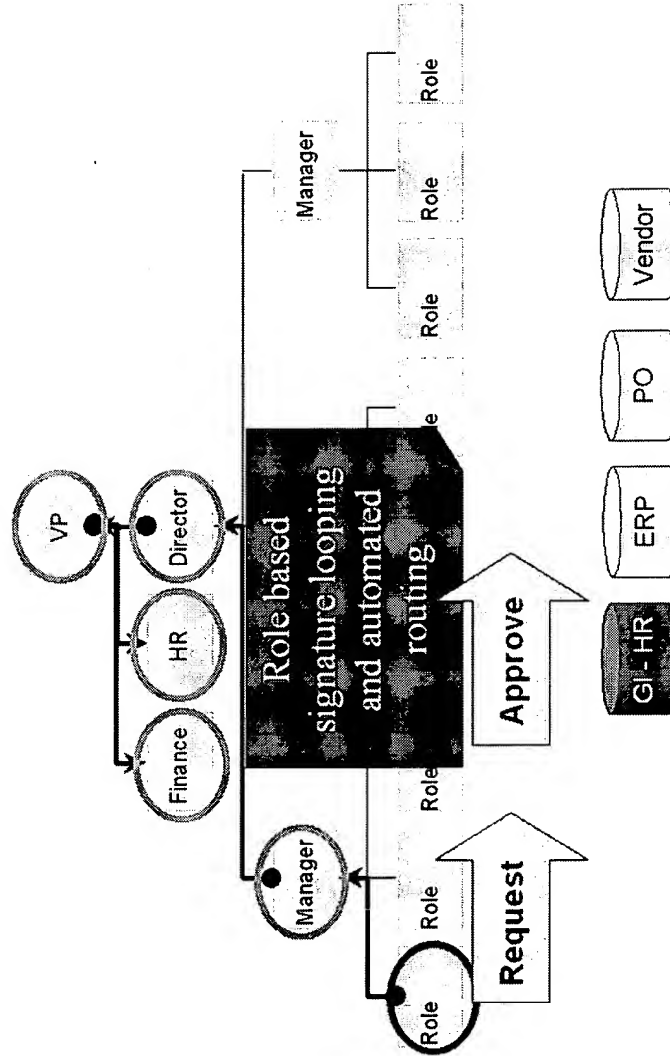 VP
Finance
HR
Director
Manager
Manager
Role based
signature looping
and automated
routing
Role
Role
Role
Role
Role
Role
Request
Approve
GI - HR
ERP
PO
Vendor